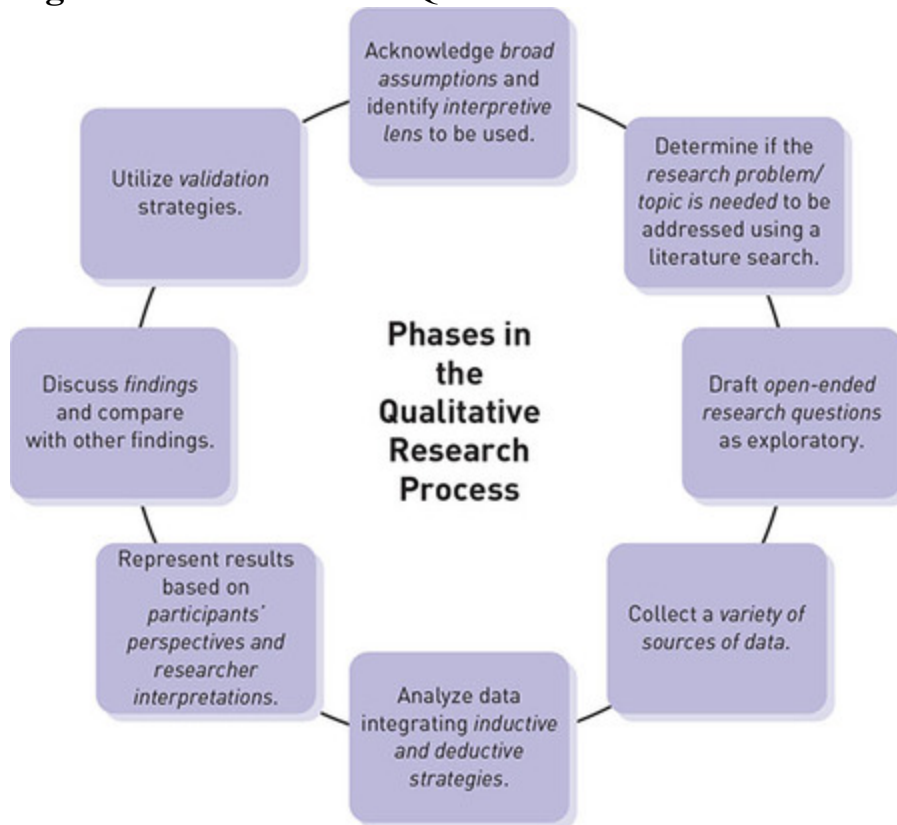 Acknowledge broad
assumptions and
identify interpretive
lens to be used.
Determine if the
research problem/
topic is needed to be
addressed using a
literature search.
Draft open-ended
research questions
as exploratory.
Collect a variety of
sources of data.
Analyze data
integrating inductive
and deductive
strategies.
Represent results
based on
participants'
perspectives and
researcher
interpretations.
Discuss findings
and compare
with other findings.
Utilize validation
strategies.
Phases in
the
Qualitative
Research
Process